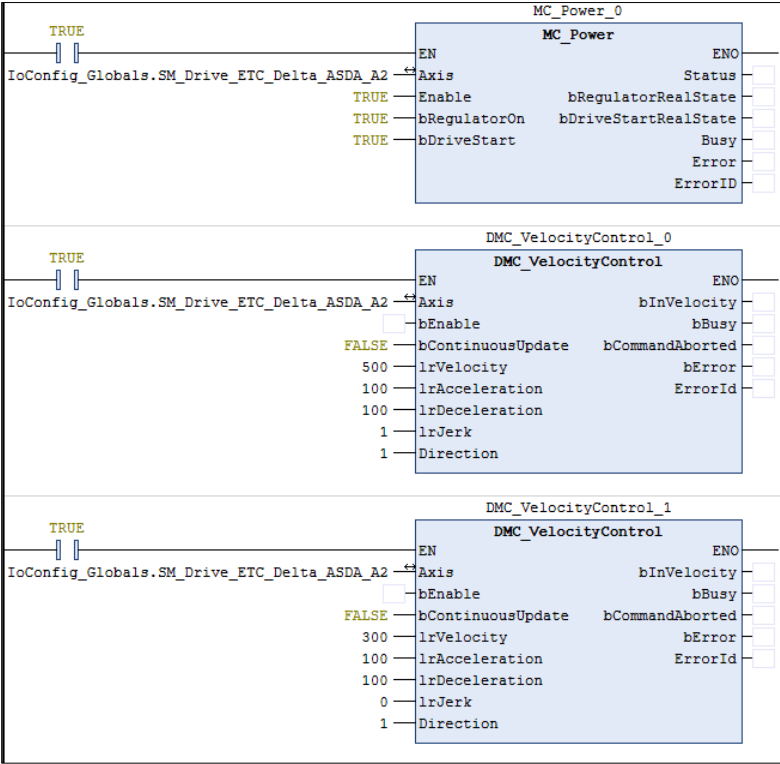 MC_Power_0
TRUE MC_Power
EN ENO
IoConfig_Globals.SM_Drive_ETC_Delta_ASDA_A2 Axis Status
TRUE Enable bRegulatorRealState
TRUE bRegulatorOn bDriveStartRealState
TRUE bDriveStart Busy
Error
ErrorID
DMC_VelocityControl_0
TRUE DMC_VelocityControl
EN ENO
IoConfig_Globals.SM_Drive_ETC_Delta_ASDA_A2 Axis bInVelocity
bEnable bBusy
FALSE bContinuousUpdate bCommandAborted
500 lrVelocity bError
100 lrAcceleration ErrorId
100 lrDeceleration
1 lrJerk
1 Direction
DMC_VelocityControl_1
TRUE DMC_VelocityControl
EN ENO
IoConfig_Globals.SM_Drive_ETC_Delta_ASDA_A2 Axis bInVelocity
bEnable bBusy
FALSE bContinuousUpdate bCommandAborted
300 lrVelocity bError
100 lrAcceleration ErrorId
100 lrDeceleration
0 lrJerk
1 Direction